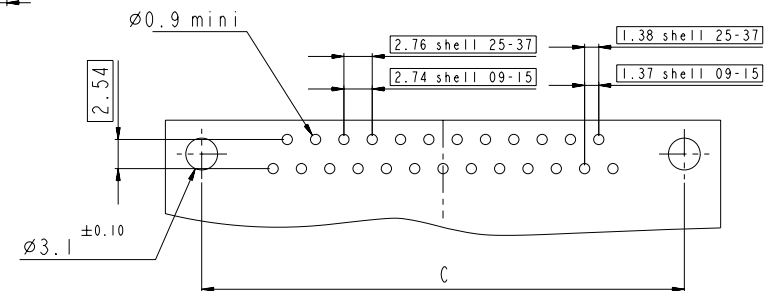 Ø0.9 mini
2.76 shell 25-37
1.38 shell 25-37
2.74 shell 09-15
1.37 shell 09-15
2.54
Ø3.1 ±0.10
C